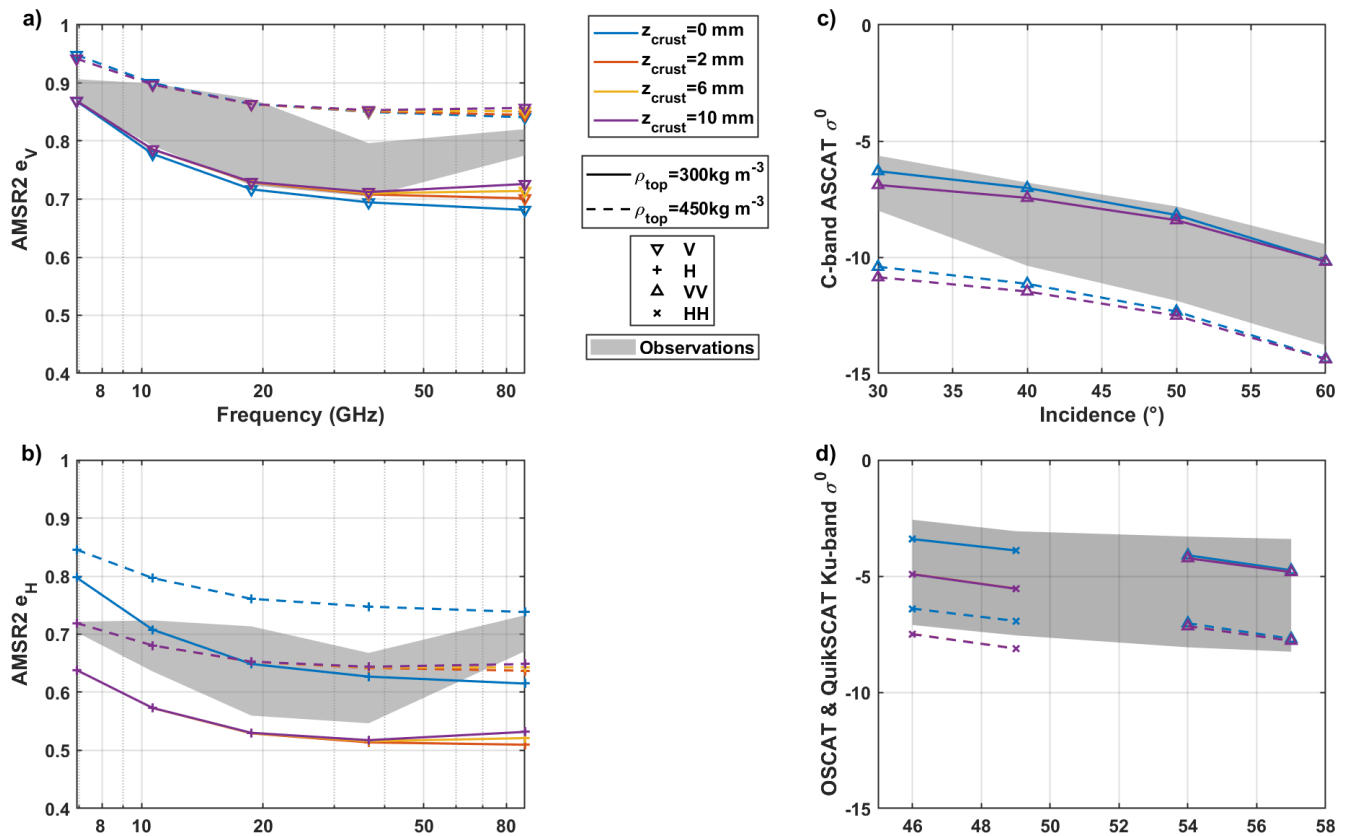 a)
1
0.9
0.8
0.7
0.6
0.5
0.4
AMSR2 e_V
8 10 20 50 80
Frequency (GHz)
z_crust=0 mm
z_crust=2 mm
z_crust=6 mm
z_crust=10 mm
ρ_top=300kg m^-3
ρ_top=450kg m^-3
V
H
VV
HH
Observations
c)
0
-5
-10
-15
C-band ASCAT σ^0
30 35 40 45 50 55 60
Incidence (°)
b)
1
0.9
0.8
0.7
0.6
0.5
0.4
AMSR2 e_H
8 10 20 50 80
d)
0
-5
-10
-15
OSCAT & QuikSCAT Ku-band σ^0
46 48 50 52 54 56 58